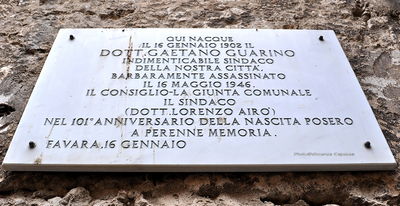 QUI NACQUE
IL 16 GENNAIO 1902 IL
DOTT. GAETANO GUARINO
INDIMENTICABILE SINDACO
DELLA NOSTRA CITTÀ,
BARBARAMENTE ASSASSINATO
IL 16 MAGGIO 1946.
IL CONSIGLIO-LA GIUNTA COMUNALE
IL SINDACO
(DOTT. LORENZO AIRÒ)
NEL 101° ANNIVERSARIO DELLA NASCITA POSERO
A PERENNE MEMORIA.
FAVARA, 16 GENNAIO